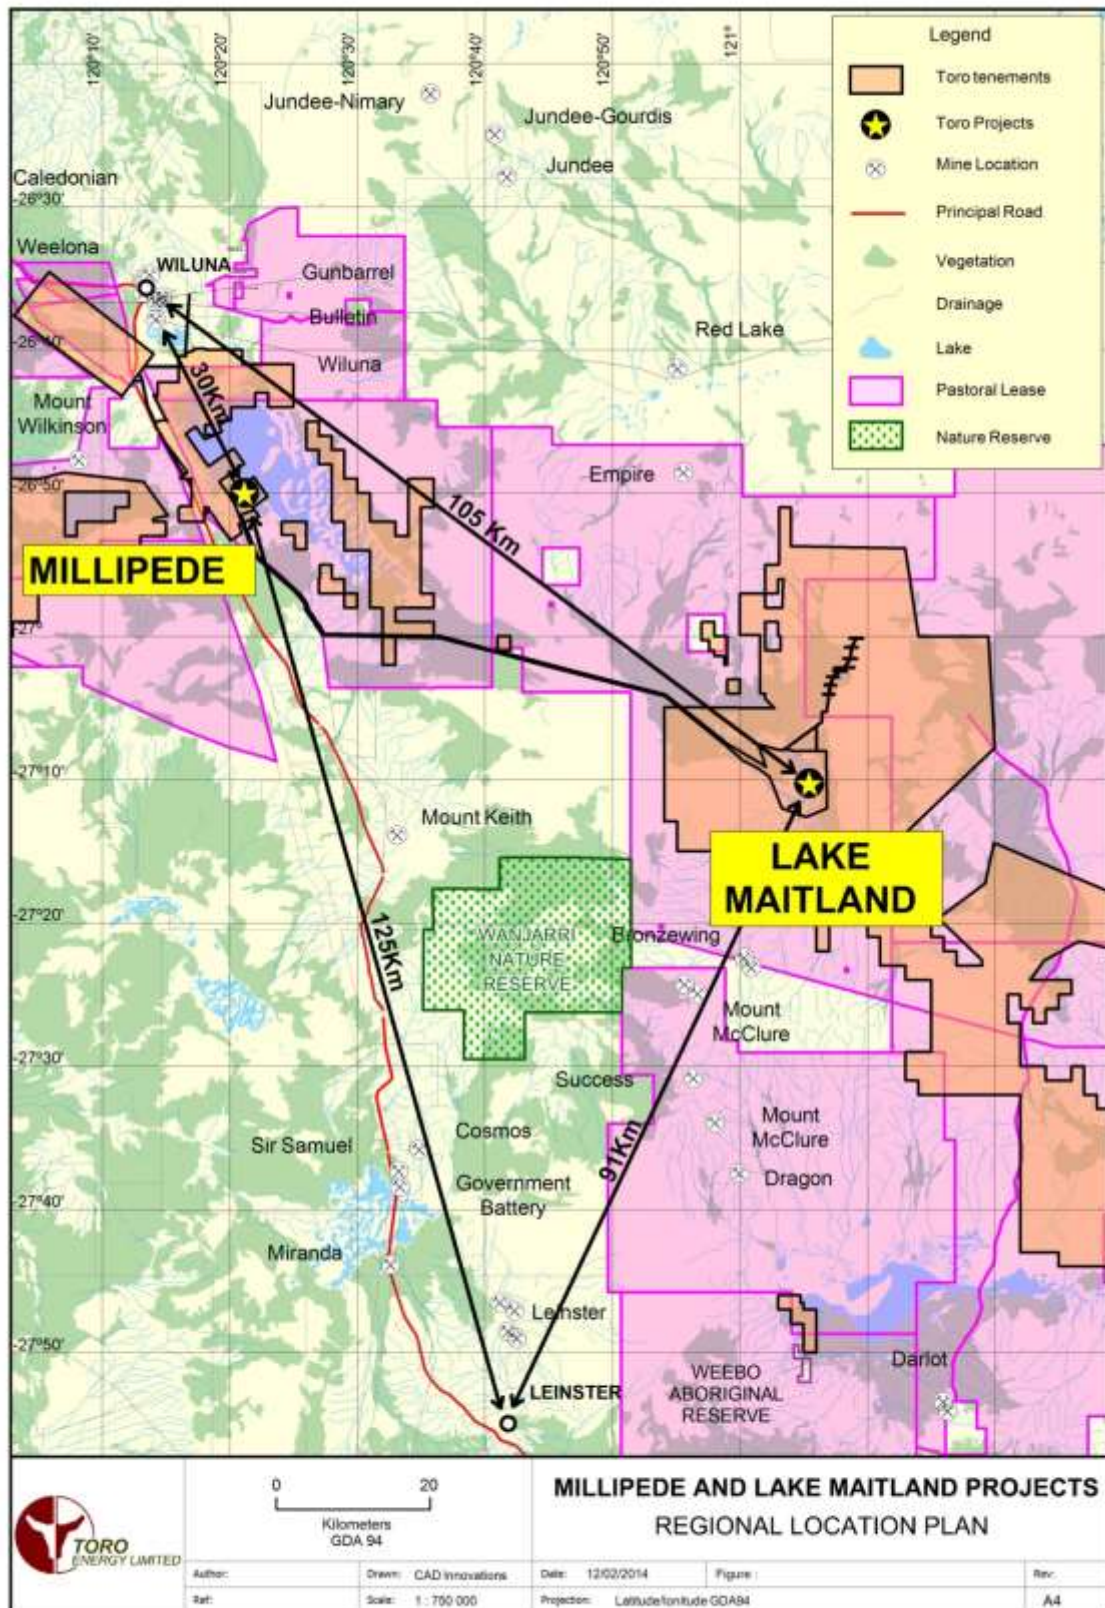 120°10'
120°20'
120°30'
120°40'
120°50'
121°
Legend
Toro tenements
Toro Projects
Mine Location
Principal Road
Vegetation
Drainage
Lake
Pastoral Lease
Nature Reserve
Jundee-Nimary
Jundee-Gourdis
Jundee
Caledonian
-26°30'
Weelona
WILUNA
Gunbarrel
Bulletin
Red Lake
-26°40'
Wiluna
30Km
Mount
Wilkinson
Empire
-26°50'
105 Km
MILLIPEDE
-27°
-27°10'
Mount Keith
LAKE
MAITLAND
-27°20'
125Km
WANJARRI
NATURE
RESERVE
Bronzewing
Mount
McClure
-27°30'
Success
Mount
McClure
Cosmos
Sir Samuel
91Km
Dragon
Government
Battery
-27°40'
Miranda
Leinster
-27°50'
Darlot
WEEBO
ABORIGINAL
RESERVE
LEINSTER
TORO
ENERGY LIMITED
0 20
Kilometers
GDA 94
MILLIPEDE AND LAKE MAITLAND PROJECTS
REGIONAL LOCATION PLAN
Author:
Drawn: CAD Innovations
Date: 12/02/2014
Figure :
Rev:
Ref:
Scale: 1 : 750 000
Projection: Latitude/longitude GDA94
A4